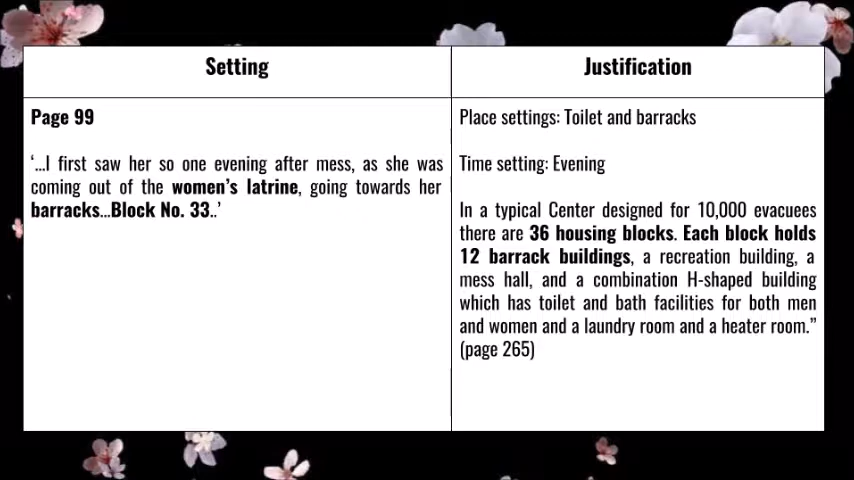 Setting
Justification
Page 99
‘...I first saw her so one evening after mess, as she was
coming out of the women’s latrine, going towards her
barracks...Block No. 33..’
Place settings: Toilet and barracks
Time setting: Evening
In a typical Center designed for 10,000 evacuees
there are 36 housing blocks. Each block holds
12 barrack buildings, a recreation building, a
mess hall, and a combination H-shaped building
which has toilet and bath facilities for both men
and women and a laundry room and a heater room.”
(page 265)